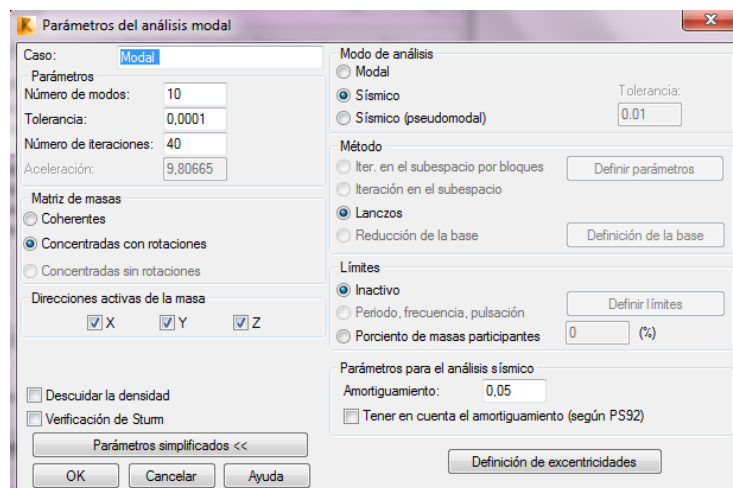 Parámetros del análisis modal
Caso: Modal
Parámetros
Número de modos: 10
Tolerancia: 0,0001
Número de iteraciones: 40
Aceleración: 9,80665
Matriz de masas
Coherentes
Concentradas con rotaciones
Concentradas sin rotaciones
Direcciones activas de la masa
X Y Z
Descuidar la densidad
Verificación de Sturm
Parámetros simplificados <<
OK Cancelar Ayuda
Modo de análisis
Modal
Sísmico Tolerancia:
Sísmico (pseudomodal) 0.01
Método
Iter. en el subespacio por bloques Definir parámetros
Iteración en el subespacio
Lanczos
Reducción de la base Definición de la base
Límites
Inactivo
Periodo, frecuencia, pulsación Definir límites
Porciento de masas participantes 0 (%)
Parámetros para el análisis sísmico
Amortiguamiento: 0,05
Tener en cuenta el amortiguamiento (según PS92)
Definición de excentricidades